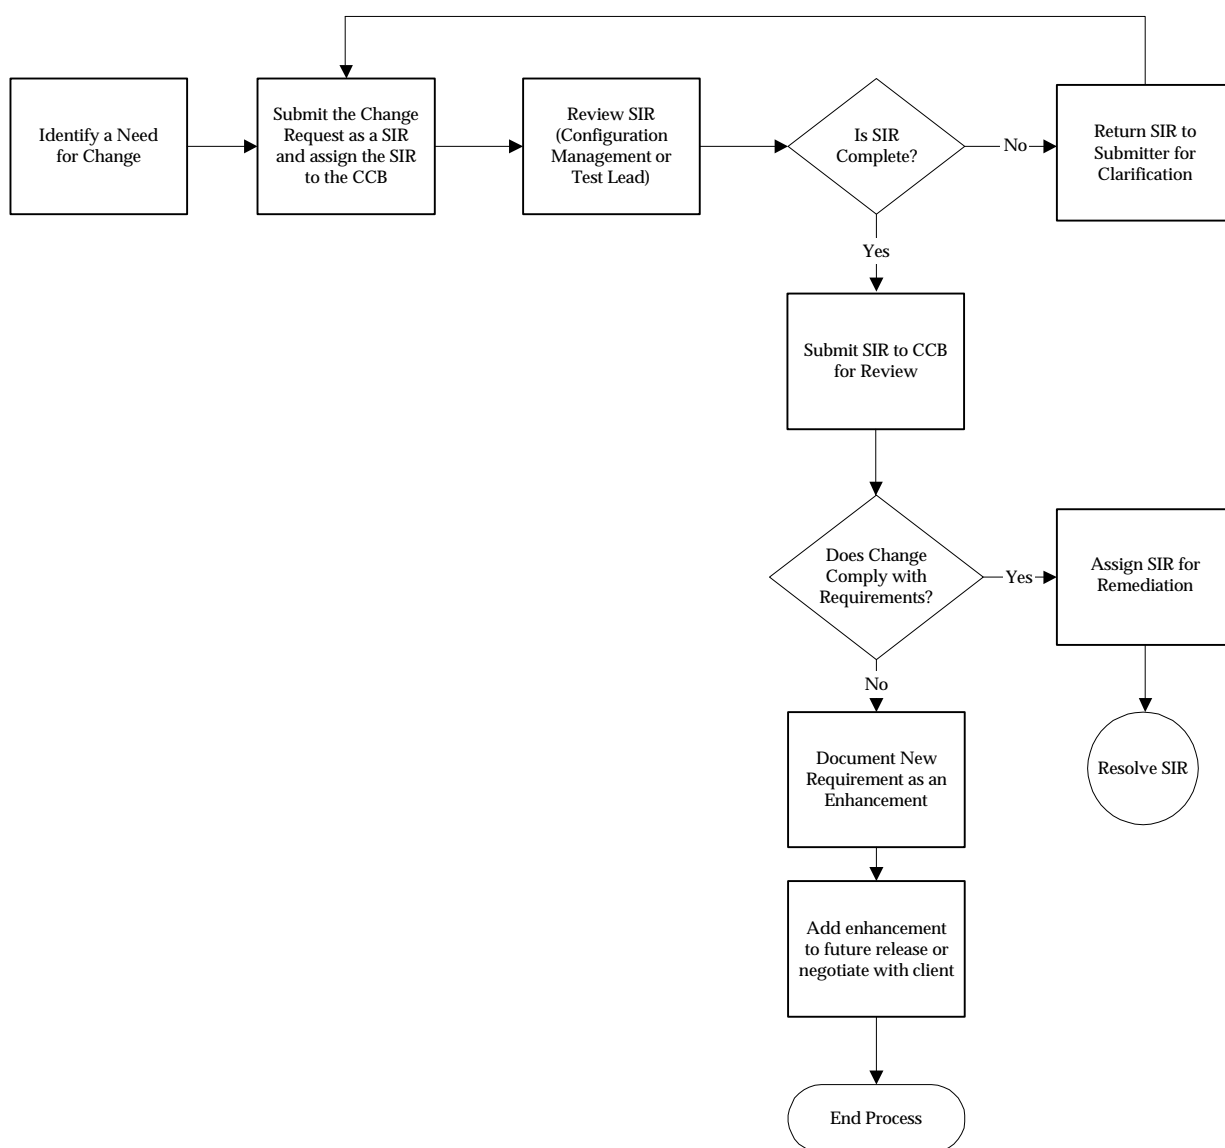 Identify a Need
for Change
Submit the Change
Request as a SIR
and assign the SIR
to the CCB
Review SIR
(Configuration
Management or
Test Lead)
Is SIR
Complete?
No
Return SIR to
Submitter for
Clarification
Yes
Submit SIR to CCB
for Review
Does Change
Comply with
Requirements?
Yes
Assign SIR for
Remediation
No
Document New
Requirement as an
Enhancement
Resolve SIR
Add enhancement
to future release or
negotiate with client
End Process